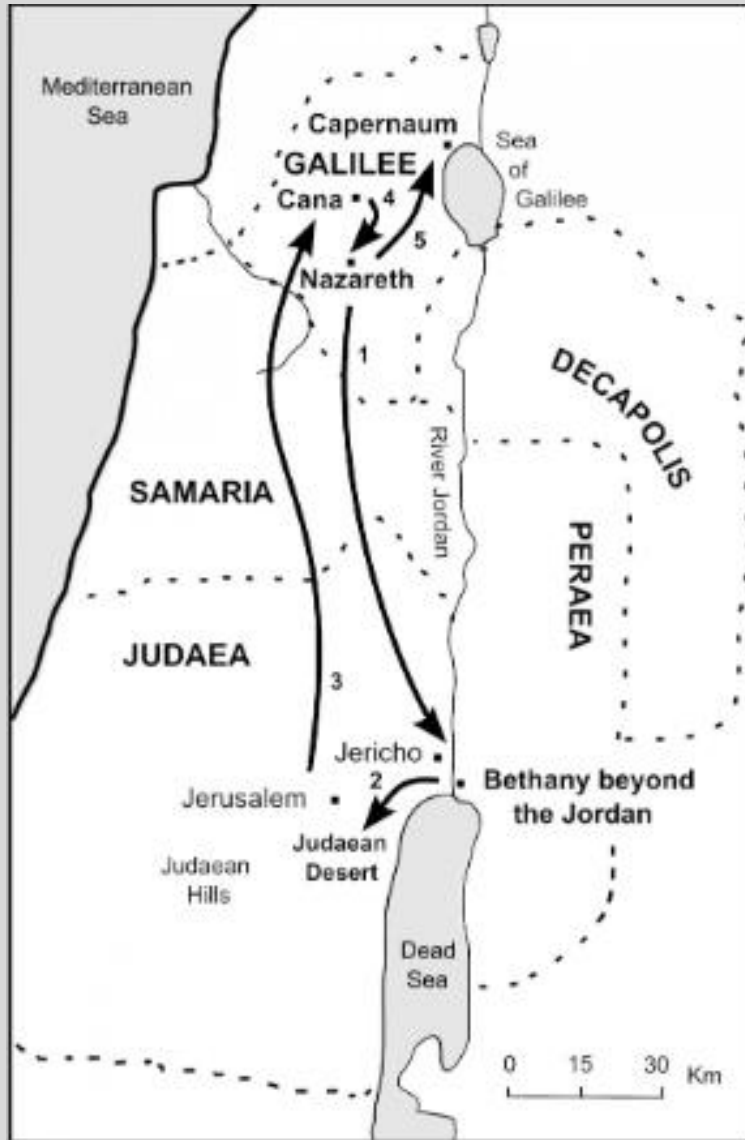 Mediterranean
Sea
Capernaum
GALILEE
Sea
of
Galilee
Cana
4
5
Nazareth
1
DECAPOLIS
River Jordan
SAMARIA
PERAEA
JUDAEA
3
Jericho
2
Bethany beyond
the Jordan
Jerusalem
Judaean
Desert
Judaean
Hills
Dead
Sea
0 15 30 Km